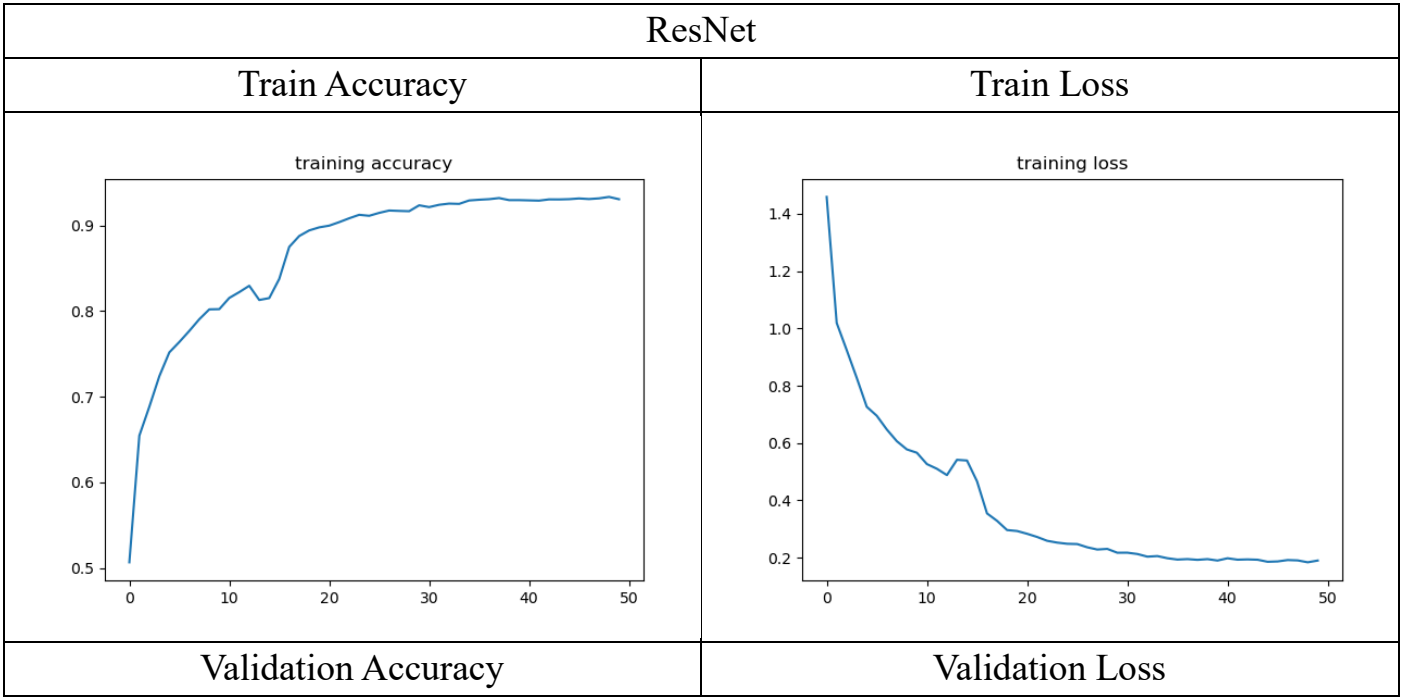 ResNet
Train Accuracy
Train Loss
training accuracy
0.9
0.8
0.7
0.6
0.5
0 10 20 30 40 50
training loss
1.4
1.2
1.0
0.8
0.6
0.4
0.2
0 10 20 30 40 50
Validation Accuracy
Validation Loss